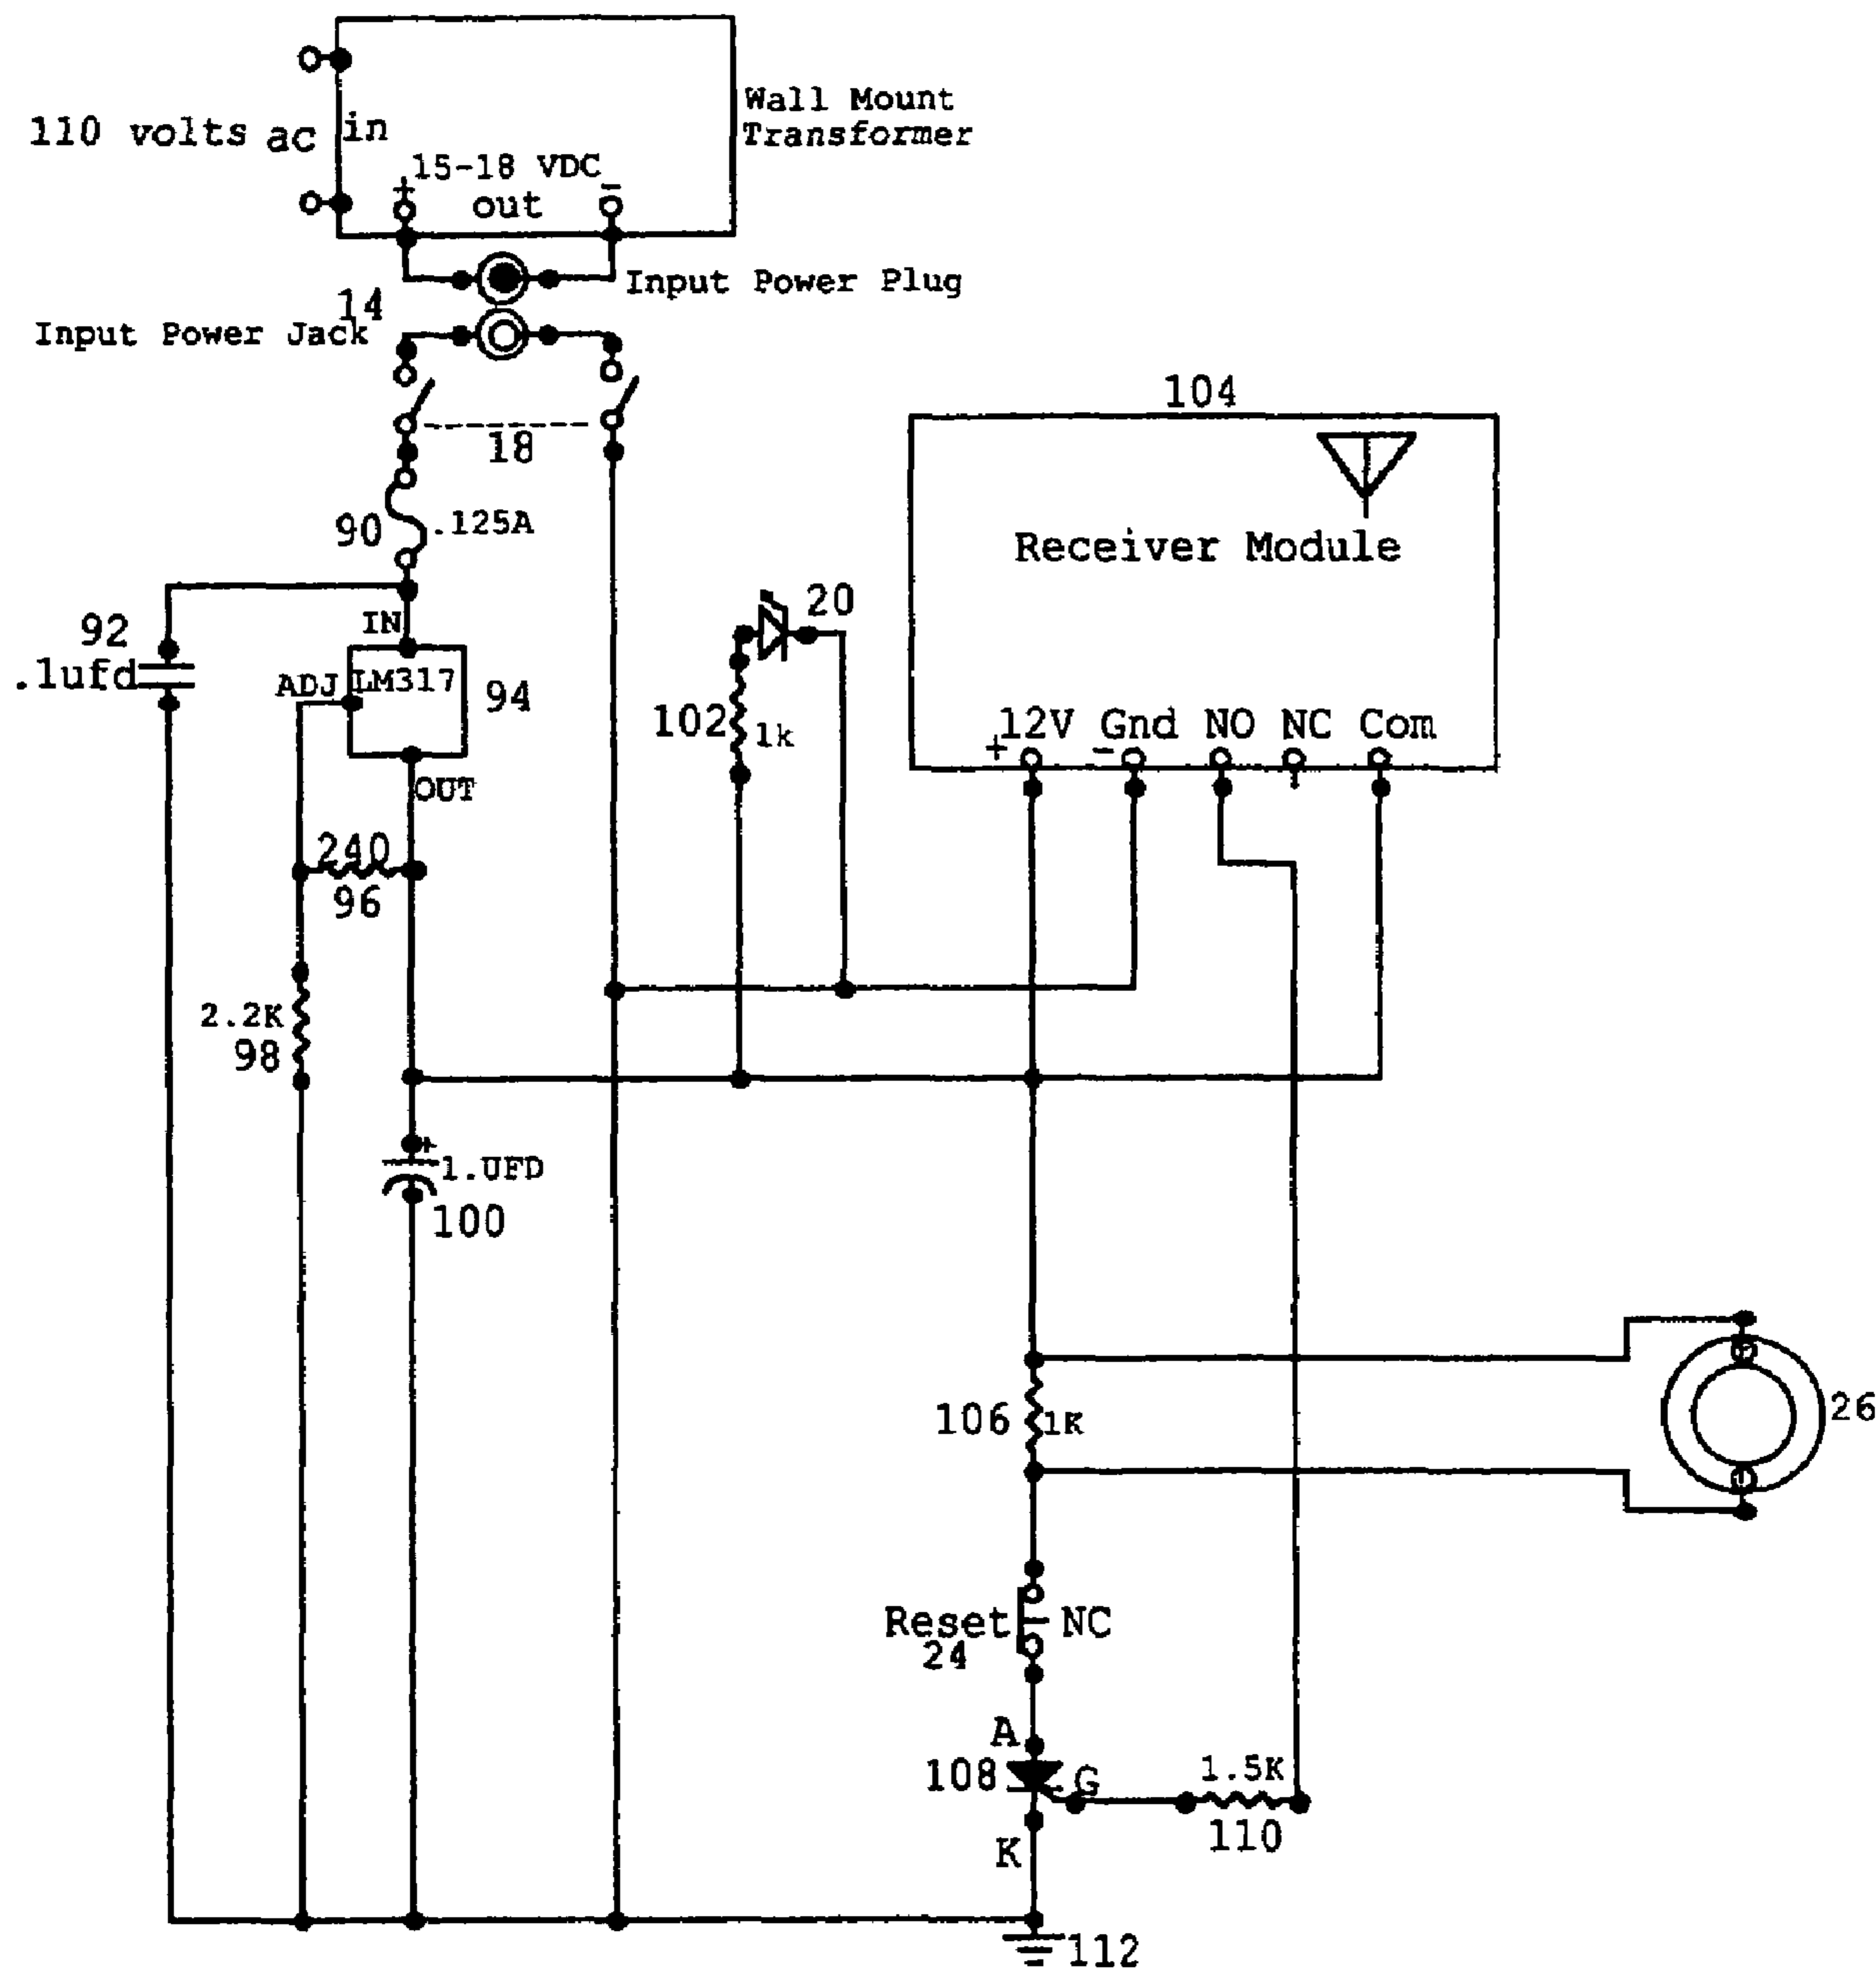 Wall Mount
Transformer
110 volts ac in
+ 15-18 VDC -
out
Input Power Plug
14
Input Power Jack
18
104
90 .125A
Receiver Module
92
.1ufd
IN
ADJ LM317 94
OUT
20
102 1k
+ 12V - Gnd NO NC Com
240
96
2.2K
98
+
1.UFD
100
106 1K
26
+
Reset NC
24
A
108 G
1.5K
110
K
112